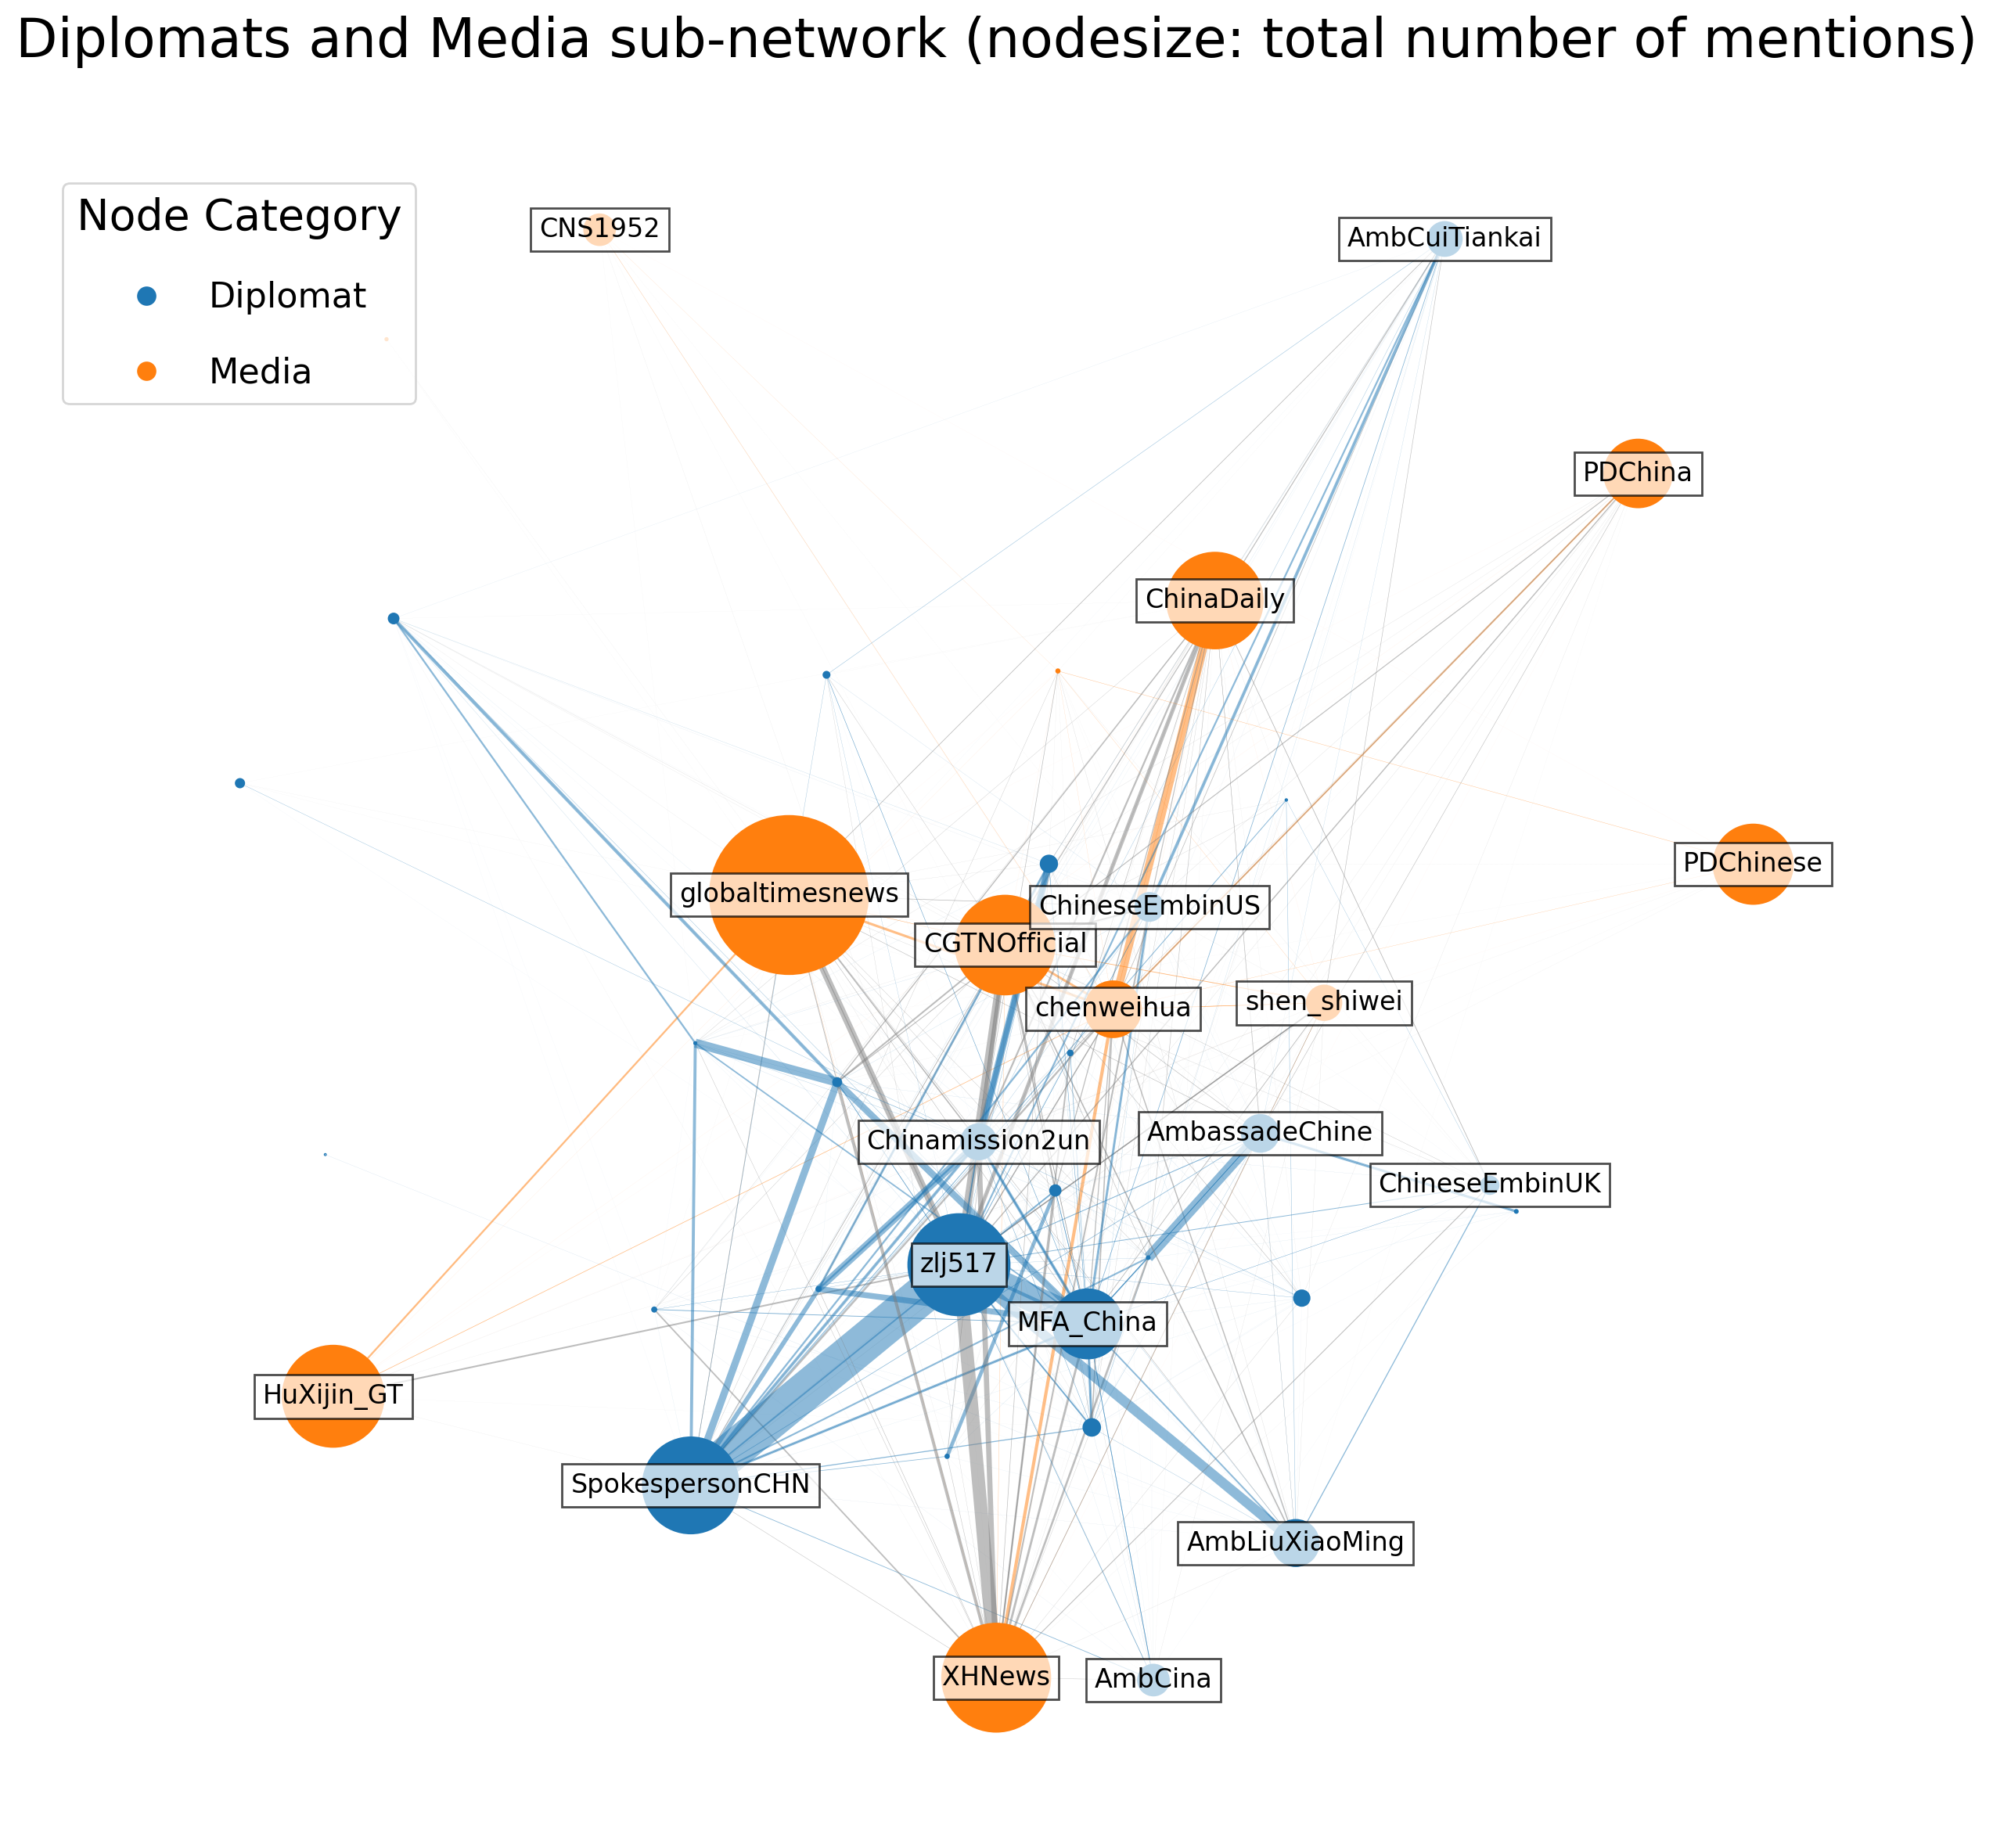 Diplomats and Media sub-network (nodesize: total number of mentions)
Node Category
Diplomat
Media
CNS1952
AmbCuiTiankai
PDChina
ChinaDaily
PDChinese
globaltimesnews
ChineseEmbinUS
CGTNOfficial
chenweihua
shen_shiwei
Chinamission2un
AmbassadeChine
ChineseEmbinUK
zlj517
MFA_China
HuXijin_GT
SpokespersonCHN
AmbLiuXiaoMing
XHNews
AmbCina